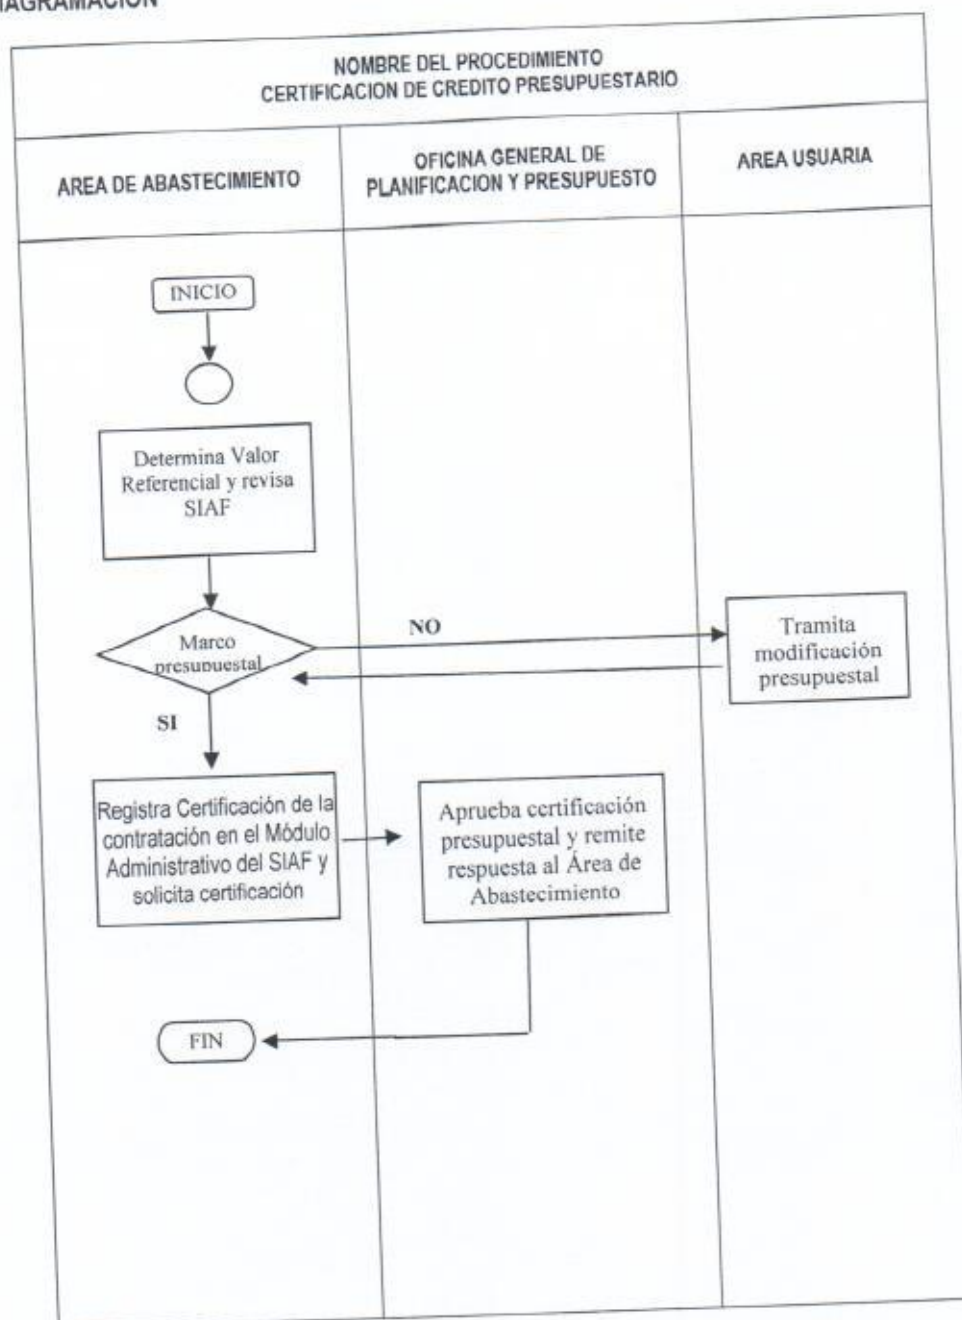 DIAGRAMACION
NOMBRE DEL PROCEDIMIENTO
CERTIFICACION DE CREDITO PRESUPUESTARIO
AREA DE ABASTECIMIENTO
OFICINA GENERAL DE
PLANIFICACION Y PRESUPUESTO
AREA USUARIA
INICIO
Determina Valor
Referencial y revisa
SIAF
Marco
presupuestal
NO
Tramita
modificación
presupuestal
SI
Registra Certificación de la
contratación en el Módulo
Administrativo del SIAF y
solicita certificación
Aprueba certificación
presupuestal y remite
respuesta al Área de
Abastecimiento
FIN